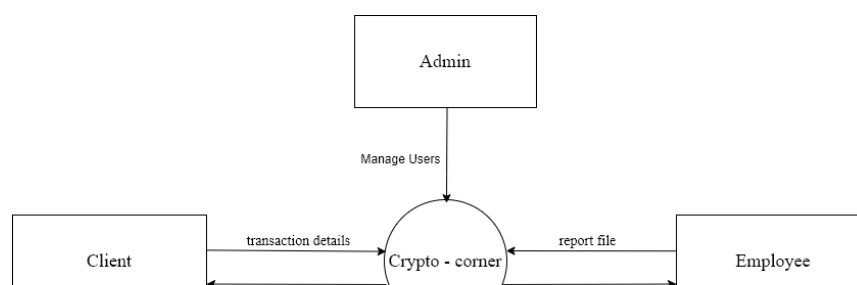 Admin
Manage Users
transaction details
report file
Client
Crypto - corner
Employee